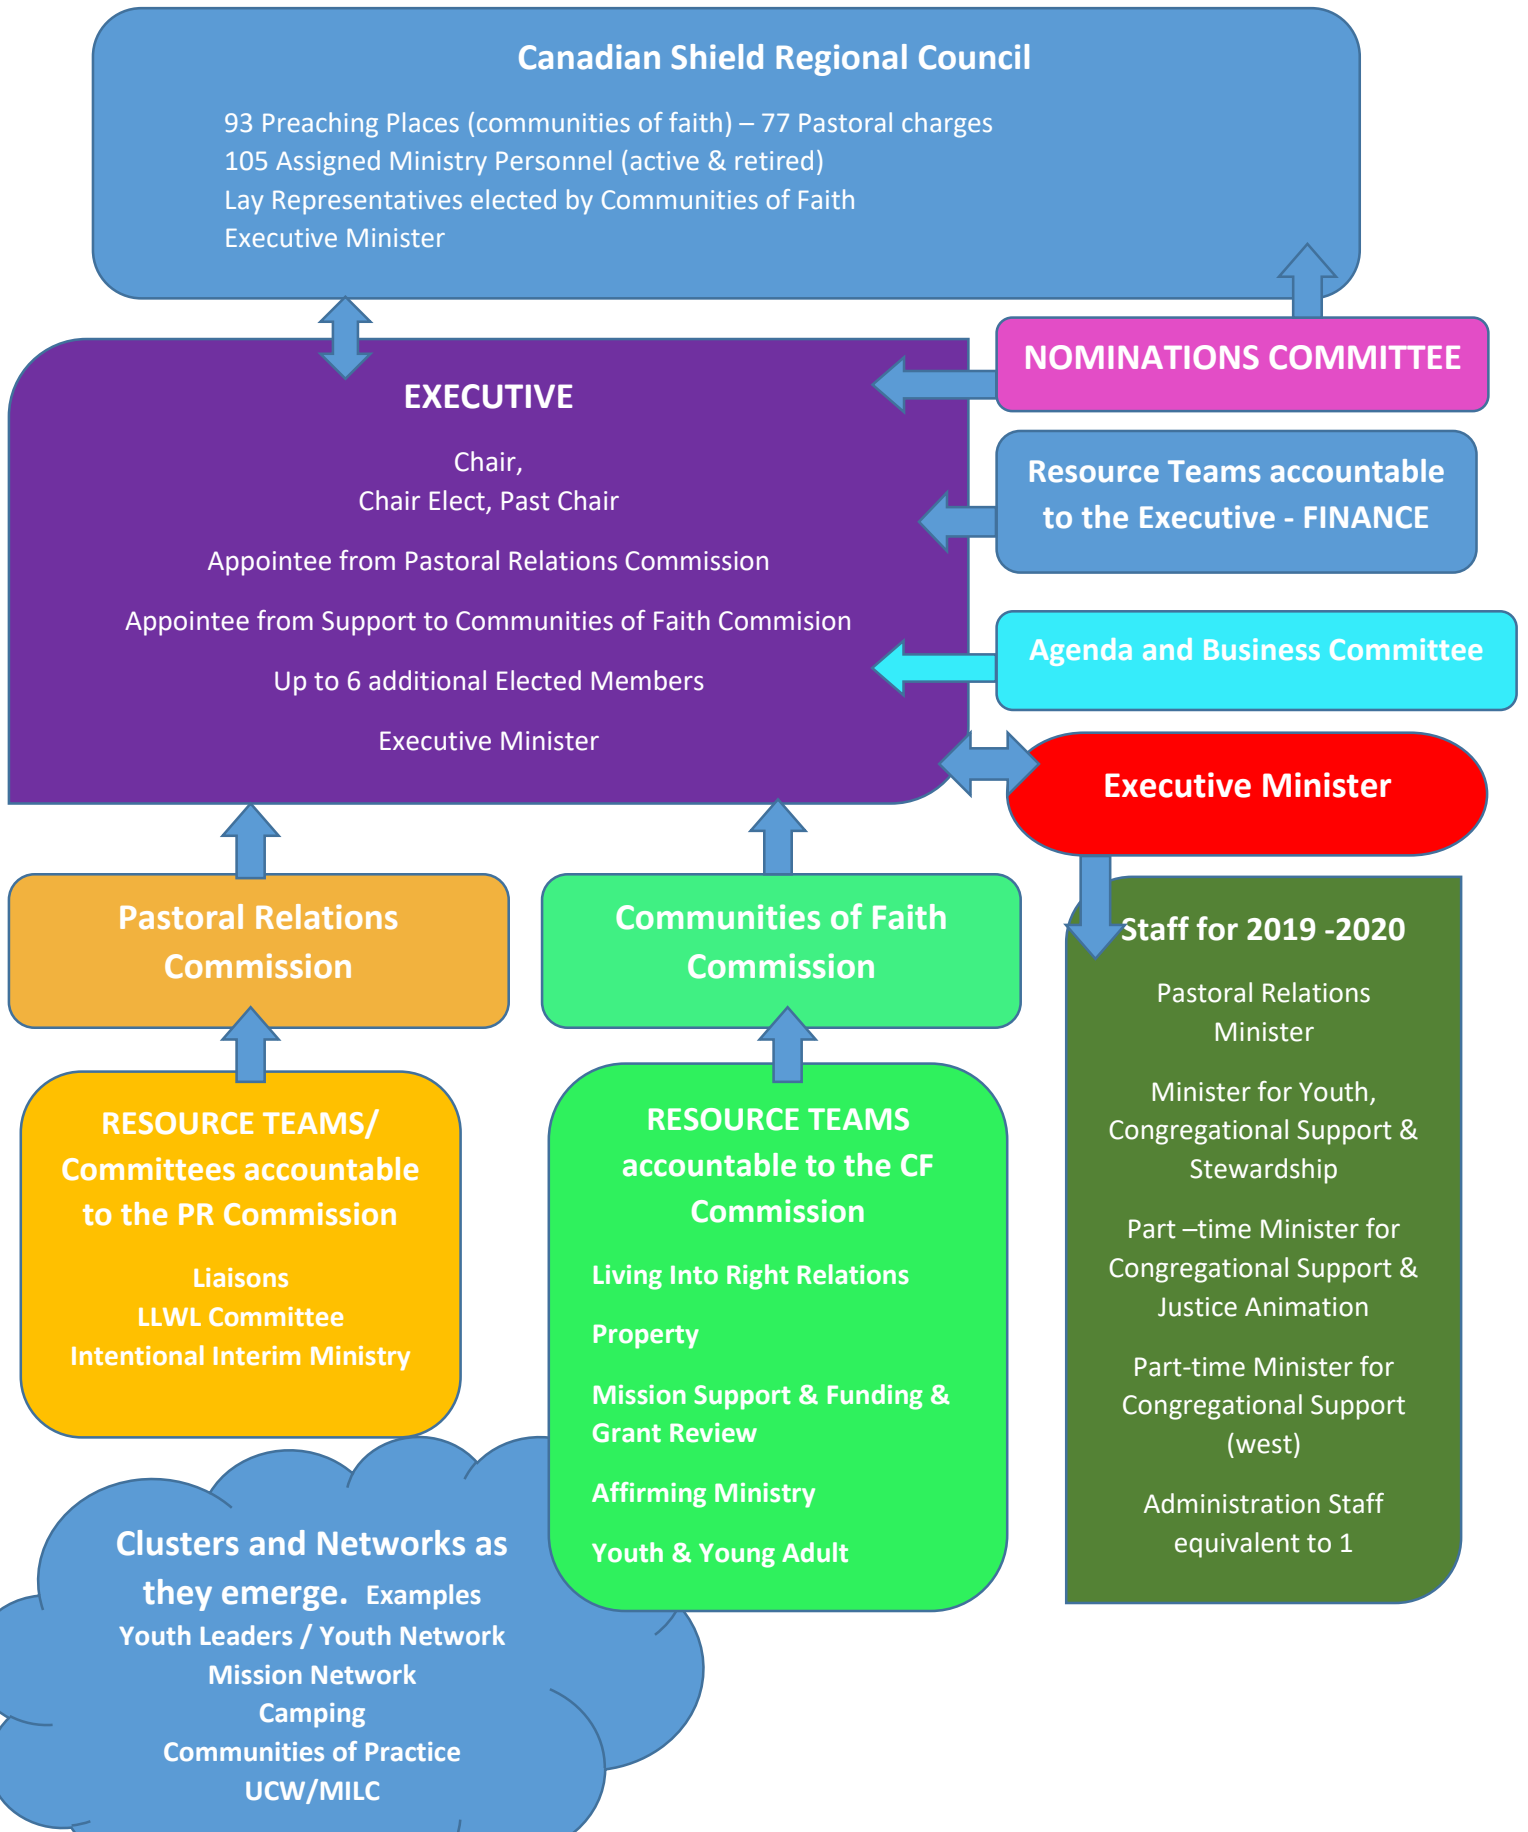 Canadian Shield Regional Council
93 Preaching Places (communities of faith) – 77 Pastoral charges
105 Assigned Ministry Personnel (active & retired)
Lay Representatives elected by Communities of Faith
Executive Minister
NOMINATIONS COMMITTEE
EXECUTIVE
Chair,
Chair Elect, Past Chair
Appointee from Pastoral Relations Commission
Appointee from Support to Communities of Faith Commision
Up to 6 additional Elected Members
Executive Minister
Resource Teams accountable
to the Executive - FINANCE
Agenda and Business Committee
Executive Minister
Pastoral Relations
Commission
Communities of Faith
Commission
Staff for 2019 -2020
Pastoral Relations
Minister
Minister for Youth,
Congregational Support &
Stewardship
Part –time Minister for
Congregational Support &
Justice Animation
Part-time Minister for
Congregational Support
(west)
Administration Staff
equivalent to 1
RESOURCE TEAMS/
Committees accountable
to the PR Commission
Liaisons
LLWL Committee
Intentional Interim Ministry
RESOURCE TEAMS
accountable to the CF
Commission
Living Into Right Relations
Property
Mission Support & Funding &
Grant Review
Affirming Ministry
Youth & Young Adult
Clusters and Networks as
they emerge. Examples
Youth Leaders / Youth Network
Mission Network
Camping
Communities of Practice
UCW/MILC